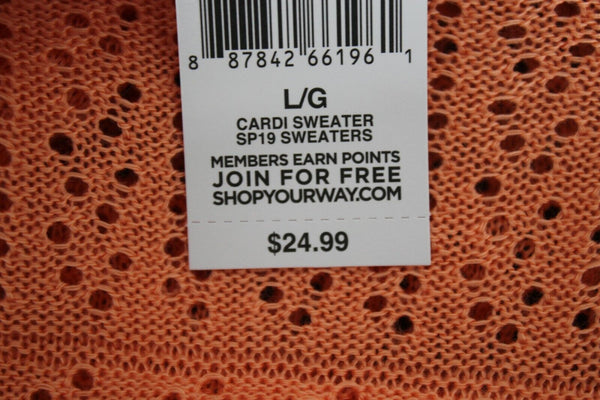 8 87842 66196 1
L/G
CARDI SWEATER
SP19 SWEATERS
MEMBERS EARN POINTS
JOIN FOR FREE
SHOPYOURWAY.COM
$24.99